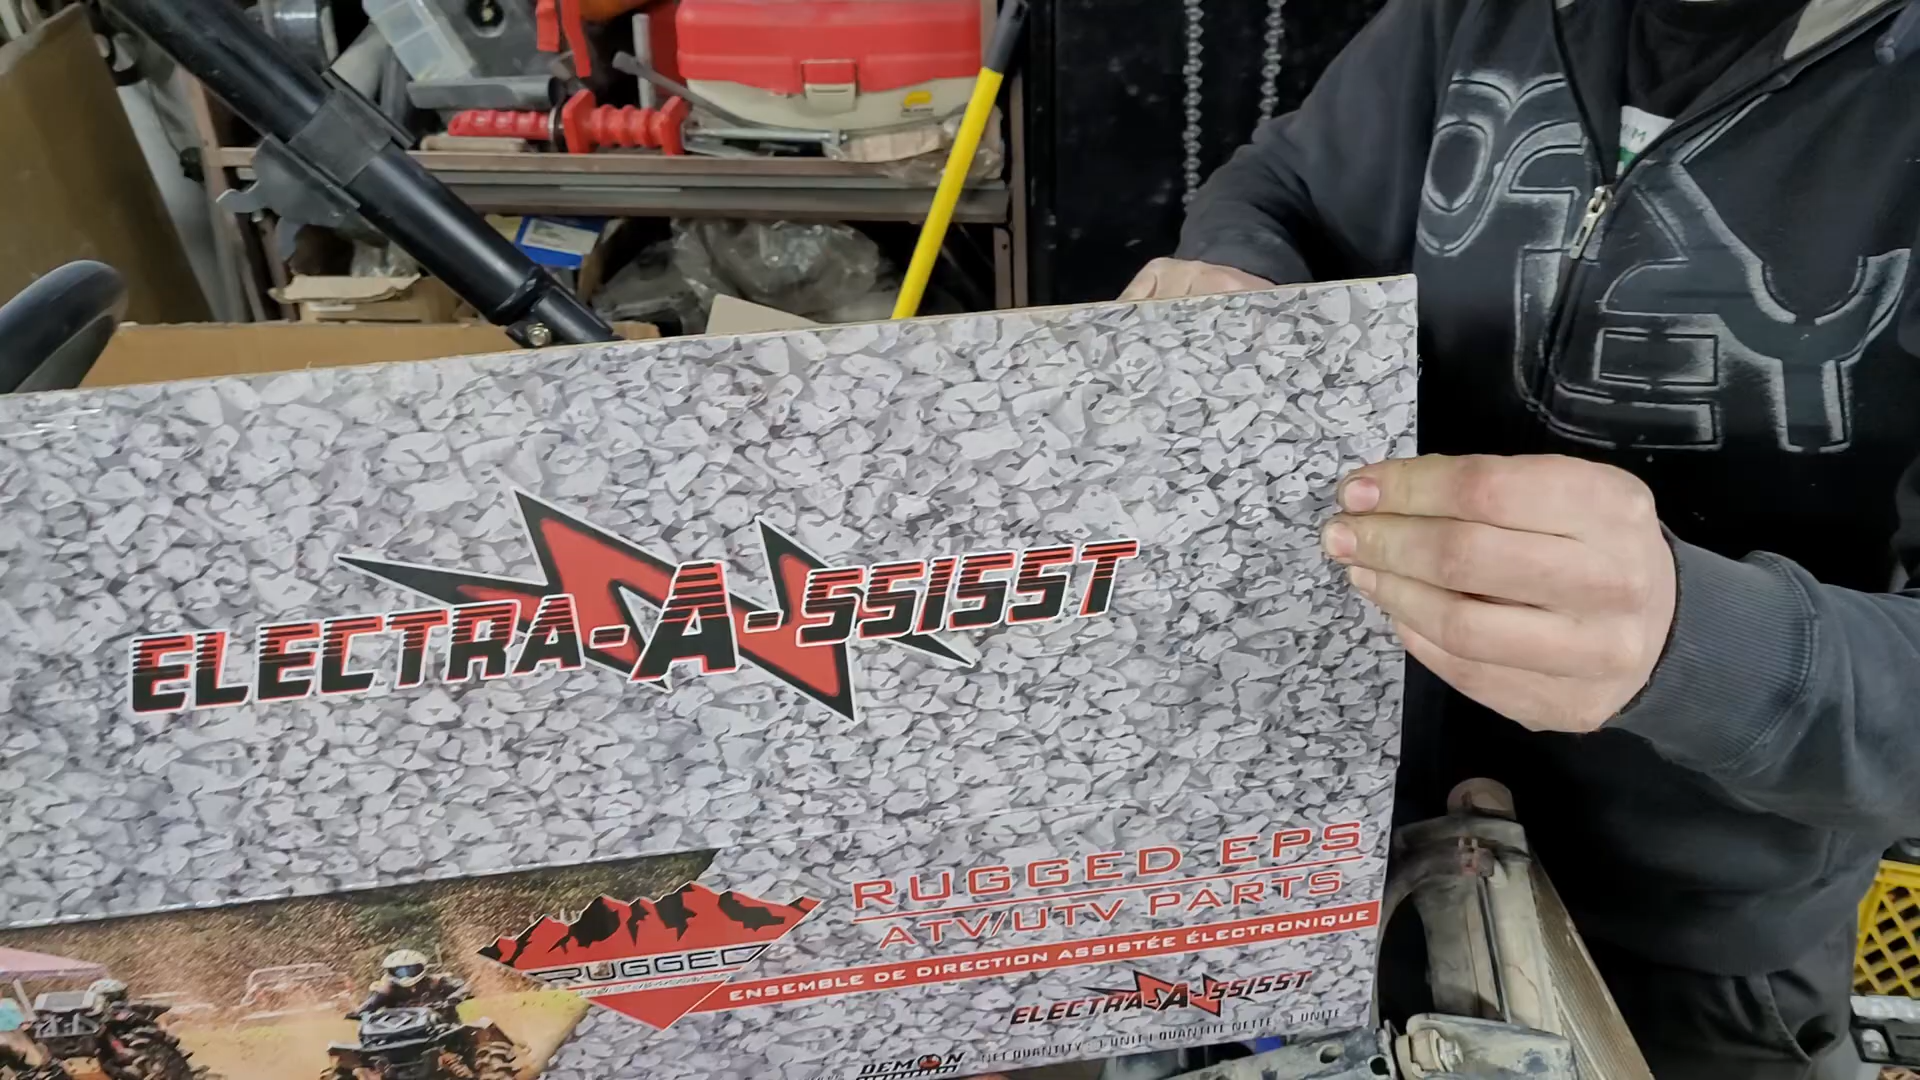 OAKLEY
ELECTRA-A-SSISST
RUGGED EPS
ATV/UTV PARTS
RUGGED
ENSEMBLE DE DIRECTION ASSISTÉE ÉLECTRONIQUE
ELECTRA-A-SSISST
DEMON
NET QUANTITY: 1 UNIT | QUANTITÉ NETTE: 1 UNITÉ